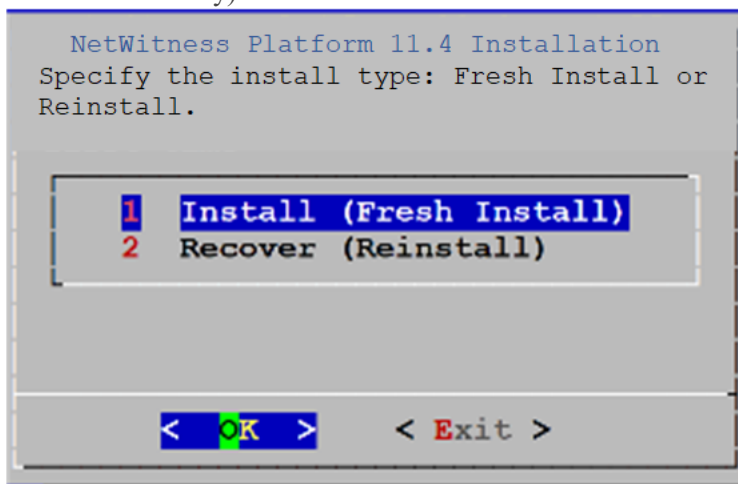 NetWitness Platform 11.4 Installation
Specify the install type: Fresh Install or
Reinstall.
1 Install (Fresh Install)
2 Recover (Reinstall)
< OK > < Exit >